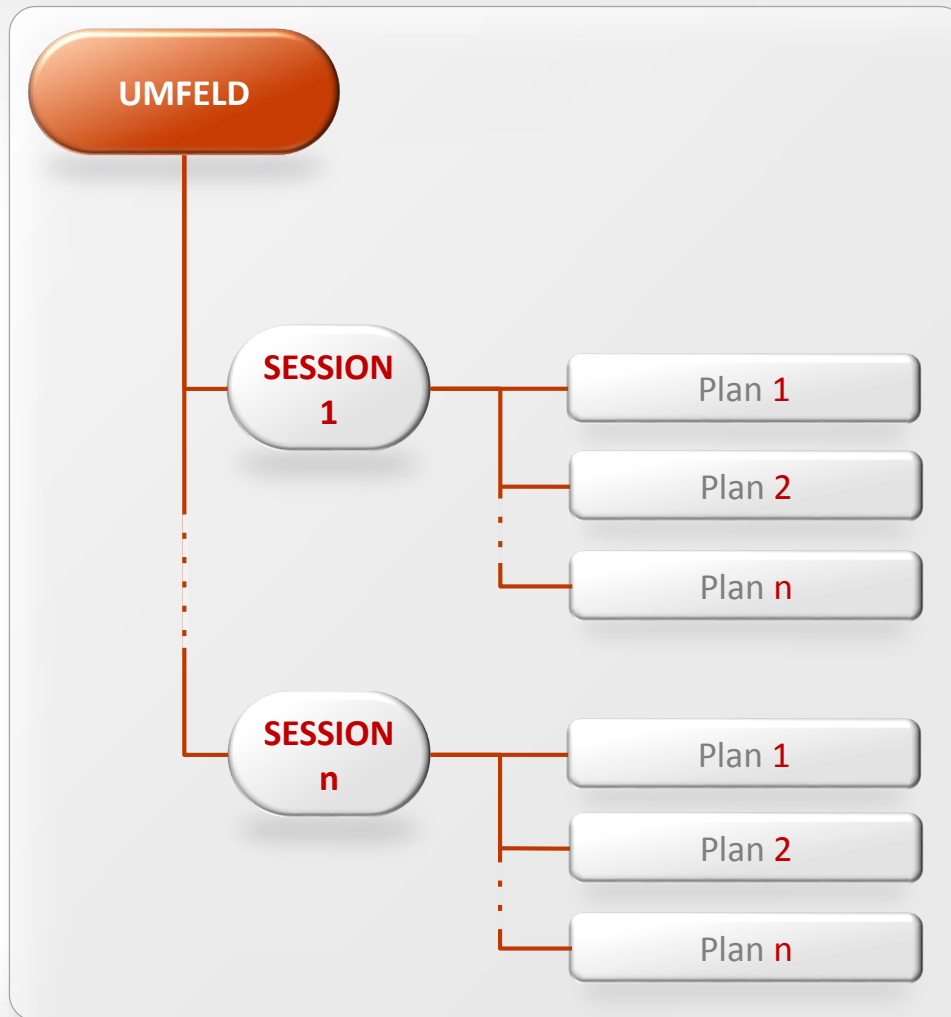 UMFELD
SESSION
1
Plan 1
Plan 2
Plan n
SESSION
n
Plan 1
Plan 2
Plan n